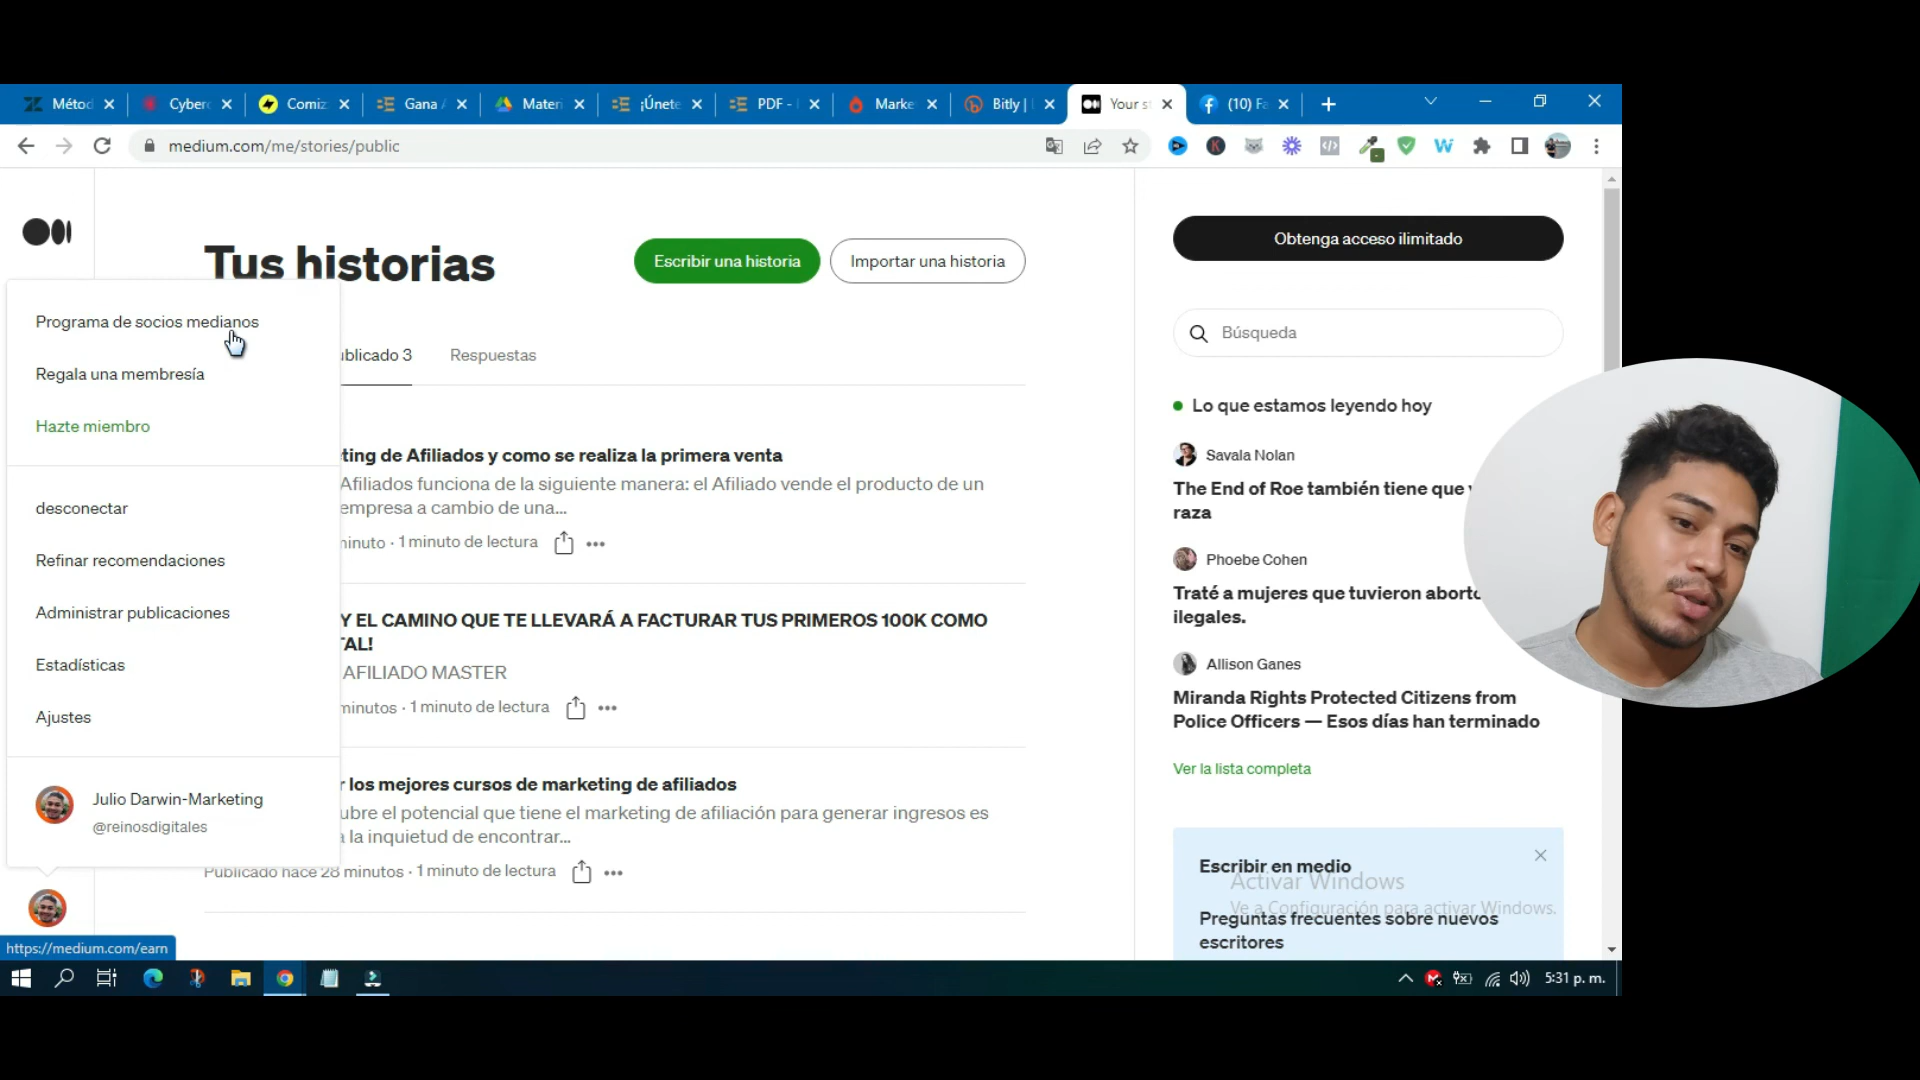 Métod
Cyberc
Comiz
Gana /
Materi
¡Únete
PDF -
Marke
Bitly |
Your s
(10) Fa
medium.com/me/stories/public
Tus historias
Escribir una historia
Importar una historia
Obtenga acceso ilimitado
Programa de socios medianos
Regala una membresía
Hazte miembro
desconectar
Refinar recomendaciones
Administrar publicaciones
Estadísticas
Ajustes
Julio Darwin-Marketing
@reinosdigitales
ublicado 3
Respuestas
ting de Afiliados y como se realiza la primera venta
Afiliados funciona de la siguiente manera: el Afiliado vende el producto de un
empresa a cambio de una...
minuto · 1 minuto de lectura
Y EL CAMINO QUE TE LLEVARÁ A FACTURAR TUS PRIMEROS 100K COMO
TAL!
AFILIADO MASTER
minutos · 1 minuto de lectura
r los mejores cursos de marketing de afiliados
ubre el potencial que tiene el marketing de afiliación para generar ingresos es
a la inquietud de encontrar...
Publicado hace 28 minutos · 1 minuto de lectura
Búsqueda
Lo que estamos leyendo hoy
Savala Nolan
The End of Roe también tiene que
raza
Phoebe Cohen
Traté a mujeres que tuvieron aborto
ilegales.
Allison Ganes
Miranda Rights Protected Citizens from
Police Officers — Esos días han terminado
Ver la lista completa
Escribir en medio
Activar Windows
Ve a Configuración para activar Windows.
Preguntas frecuentes sobre nuevos
escritores
https://medium.com/earn
5:31 p. m.